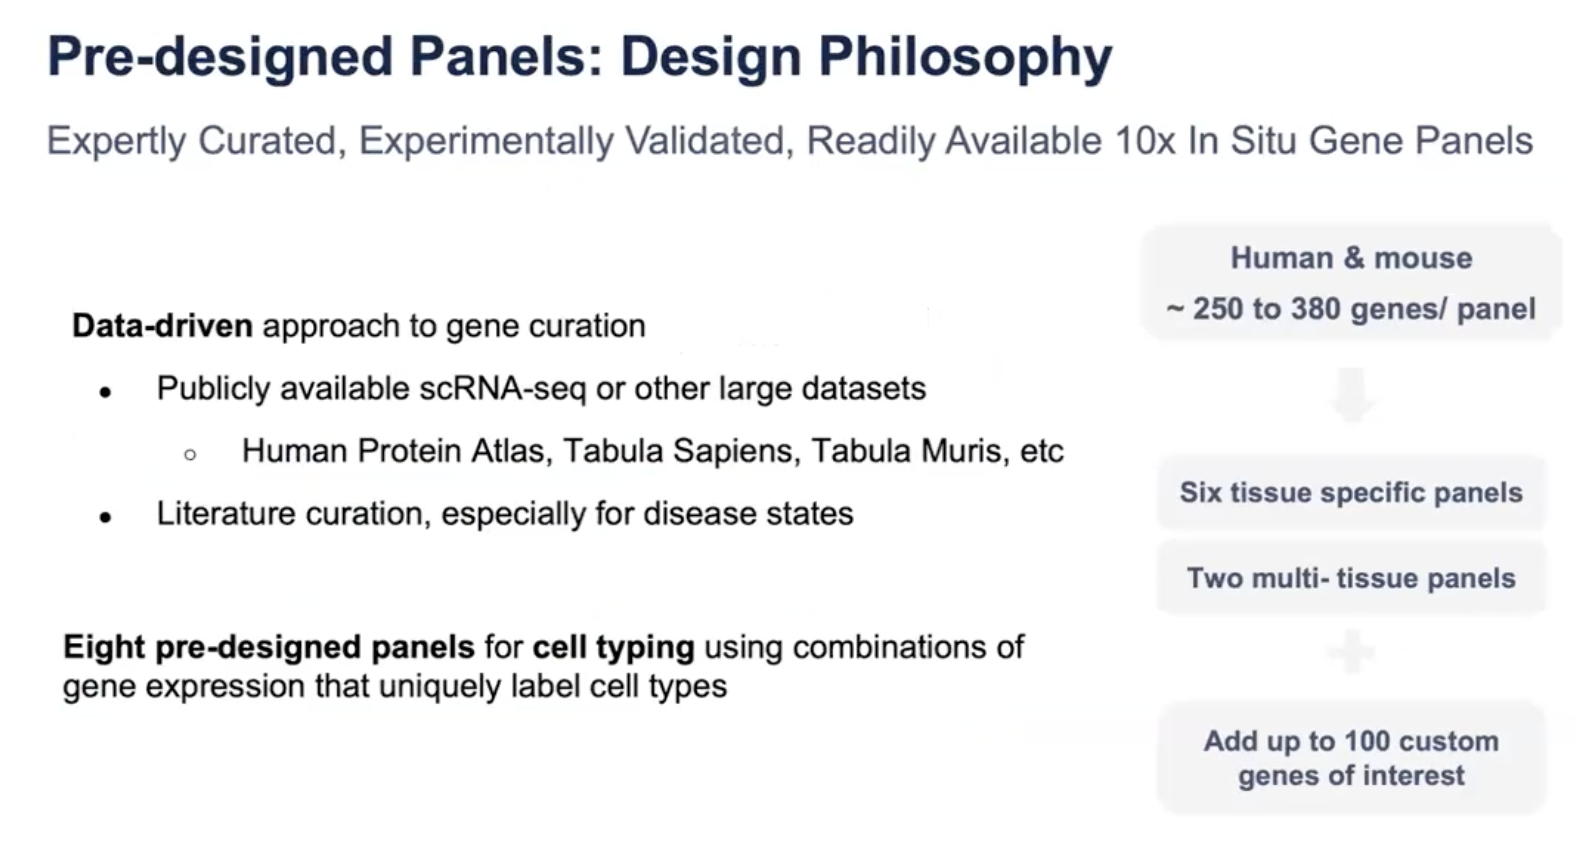 Pre-designed Panels: Design Philosophy
Expertly Curated, Experimentally Validated, Readily Available 10x In Situ Gene Panels
Data-driven approach to gene curation
• Publicly available scRNA-seq or other large datasets
○ Human Protein Atlas, Tabula Sapiens, Tabula Muris, etc
• Literature curation, especially for disease states
Eight pre-designed panels for cell typing using combinations of
gene expression that uniquely label cell types
Human & mouse
~ 250 to 380 genes/ panel
Six tissue specific panels
Two multi- tissue panels
Add up to 100 custom
genes of interest